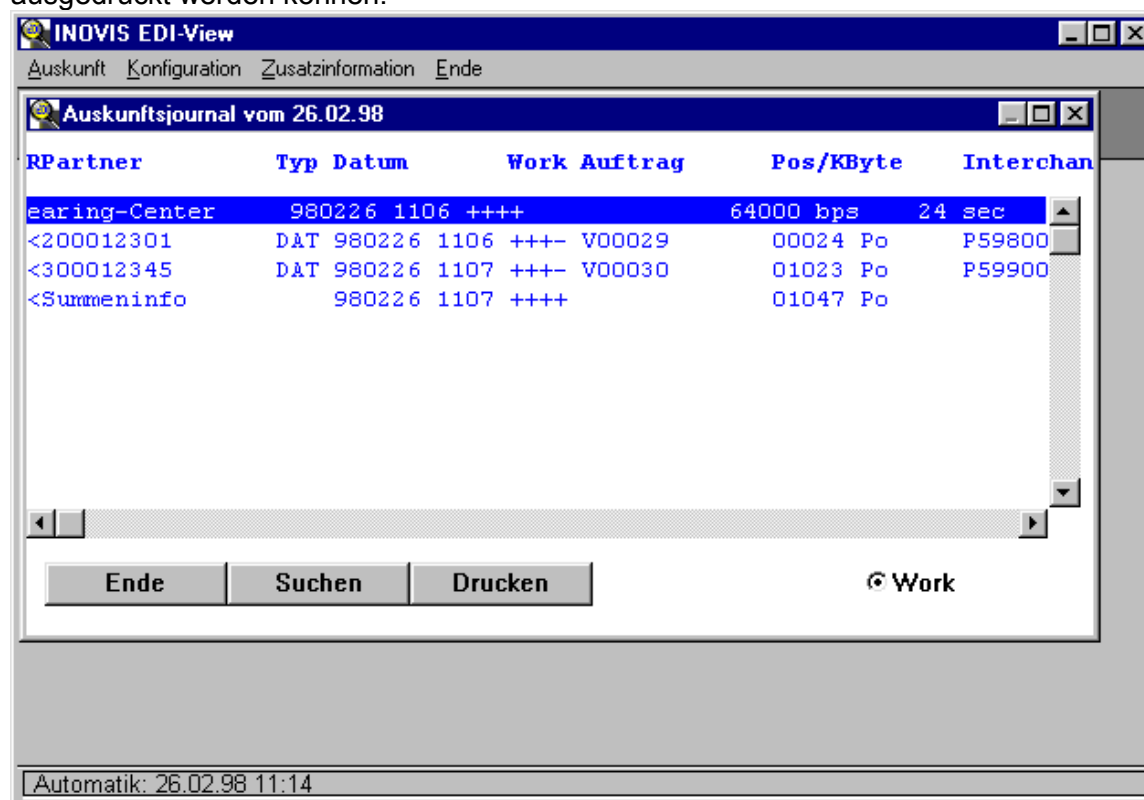 ausgedruckt werden können.
INOVIS EDI-View
Auskunft Konfiguration Zusatzinformation Ende
Auskunftsjournal vom 26.02.98
RPartner Typ Datum Work Auftrag Pos/KByte Interchan
earing-Center 980226 1106 ++++ 64000 bps 24 sec
<200012301 DAT 980226 1106 +++- V00029 00024 Po P59800
<300012345 DAT 980226 1107 +++- V00030 01023 Po P59900
<Summeninfo 980226 1107 ++++ 01047 Po
Ende Suchen Drucken Work
Automatik: 26.02.98 11:14